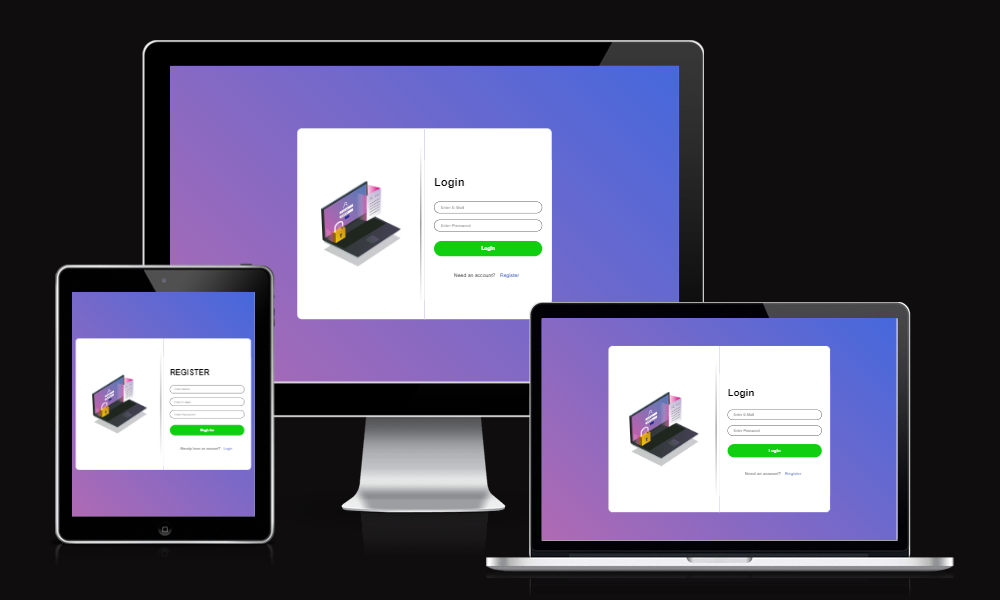 Login
Enter E-Mail
Enter Password
Login
Need an account? Register
REGISTER
Enter Name
Enter E-Mail
Enter Password
Register
Already have an account? Login
Login
Enter E-Mail
Enter Password
Login
Need an account? Register